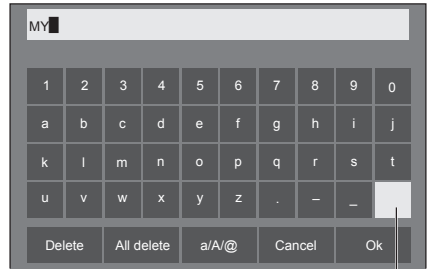 MY
1 2 3 4 5 6 7 8 9 0
a b c d e f g h i j
k l m n o p q r s t
u v w x y z . – _
Delete All delete a/A/@ Cancel Ok